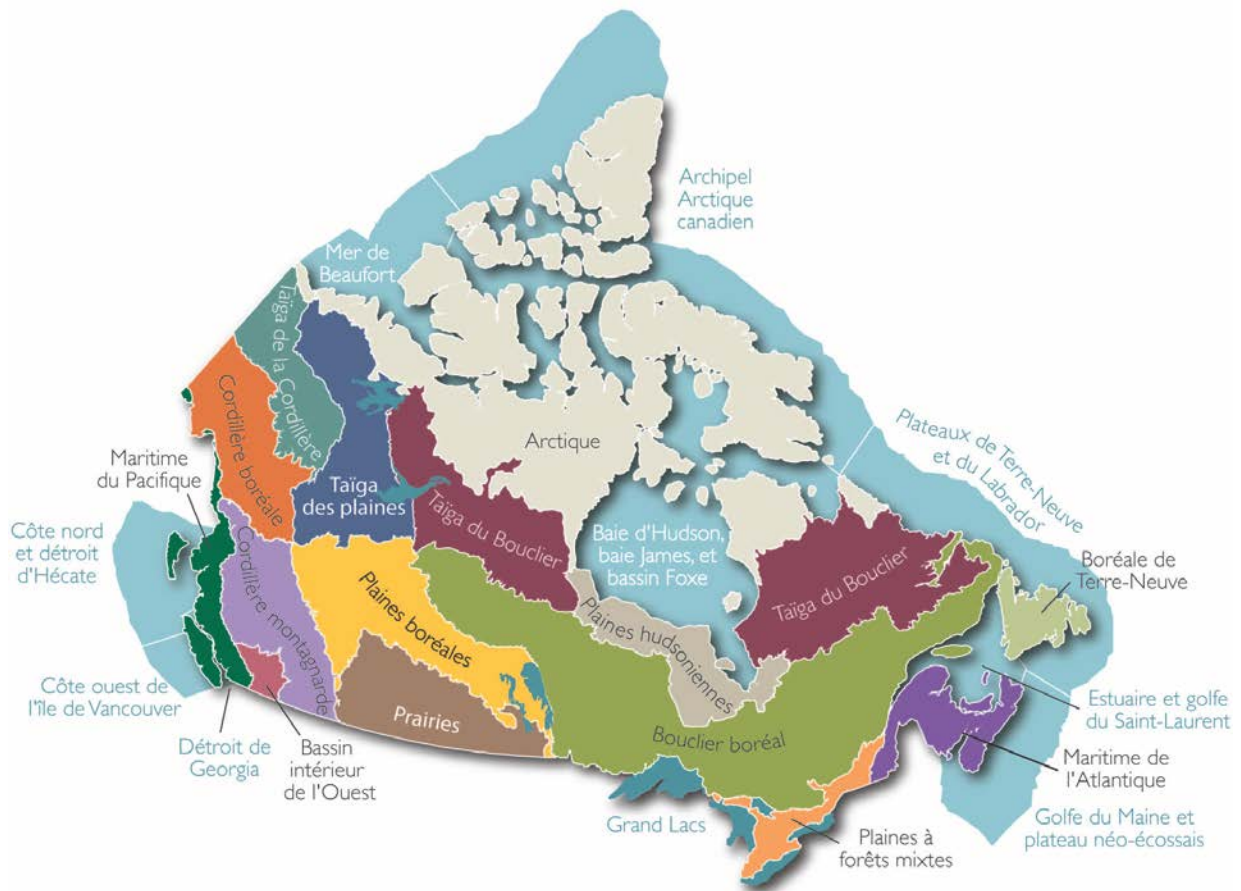 Archipel
Arctique
canadien
Mer de
Beaufort
Taïga de la Cordillère
Cordillère boréale
Arctique
Plateaux de Terre-Neuve
et du Labrador
Maritime
du Pacifique
Taïga
des plaines
Taïga du Bouclier
Baie d'Hudson,
baie James, et
bassin Foxe
Taïga du Bouclier
Boréale de
Terre-Neuve
Côte nord
et détroit
d'Hécate
Cordillère montagnarde
Plaines boréales
Plaines hudsoniennes
Côte ouest de
l'île de Vancouver
Prairies
Bouclier boréal
Estuaire et golfe
du Saint-Laurent
Détroit de
Georgia
Bassin
intérieur
de l'Ouest
Maritime de
l'Atlantique
Grand Lacs
Plaines à
forêts mixtes
Golfe du Maine et
plateau néo-écossais